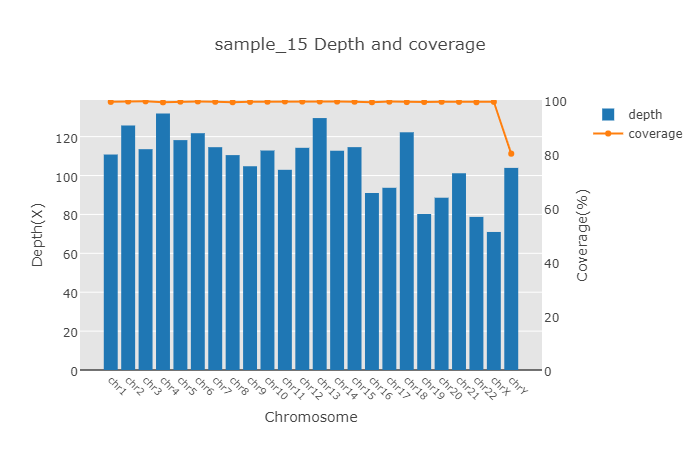 sample_15 Depth and coverage
depth
coverage
120
100
80
60
40
20
0
Depth(X)
100
80
60
40
20
0
Coverage(%)
chr1 chr2 chr3 chr4 chr5 chr6 chr7 chr8 chr9 chr10 chr11 chr12 chr13 chr14 chr15 chr16 chr17 chr18 chr19 chr20 chr21 chr22 chrX chrY
Chromosome